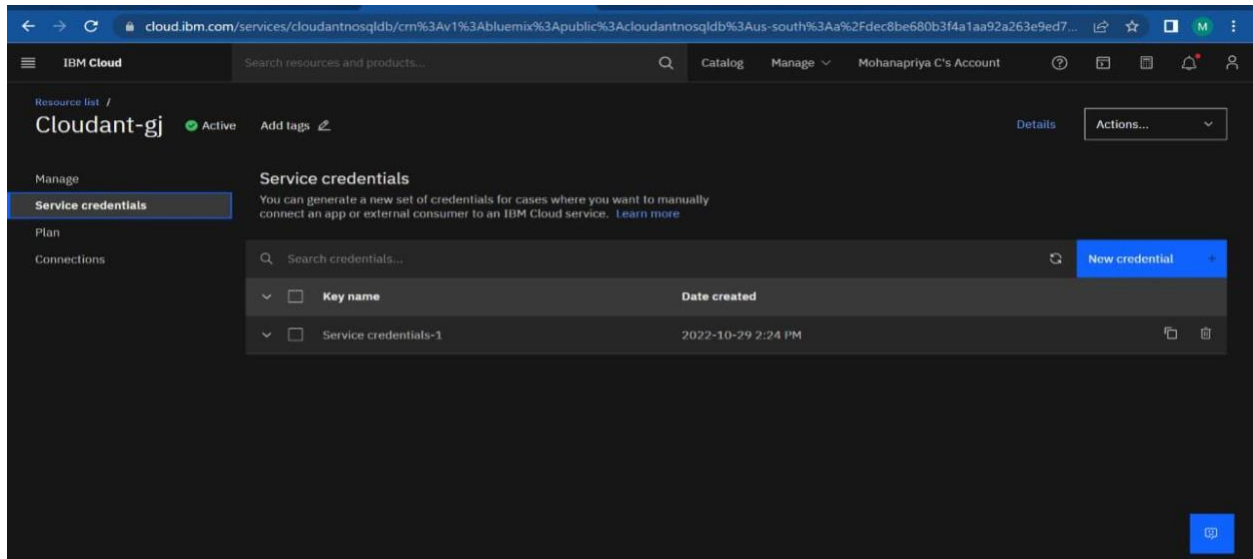 cloud.ibm.com/services/cloudantnosqldb/crn%3Av1%3Abluemix%3Apublic%3Acloudantnosqldb%3Aus-south%3Aa%2Fdec8be680b3f4a1aa92a263e9ed7... M
IBM Cloud Search resources and products... Catalog Manage Mohanapriya C's Account
Resource list /
Cloudant-gj Active Add tags Details Actions...
Manage
Service credentials
Plan
Connections
Service credentials
You can generate a new set of credentials for cases where you want to manually
connect an app or external consumer to an IBM Cloud service. Learn more
Search credentials... New credential +
Key name Date created
Service credentials-1 2022-10-29 2:24 PM